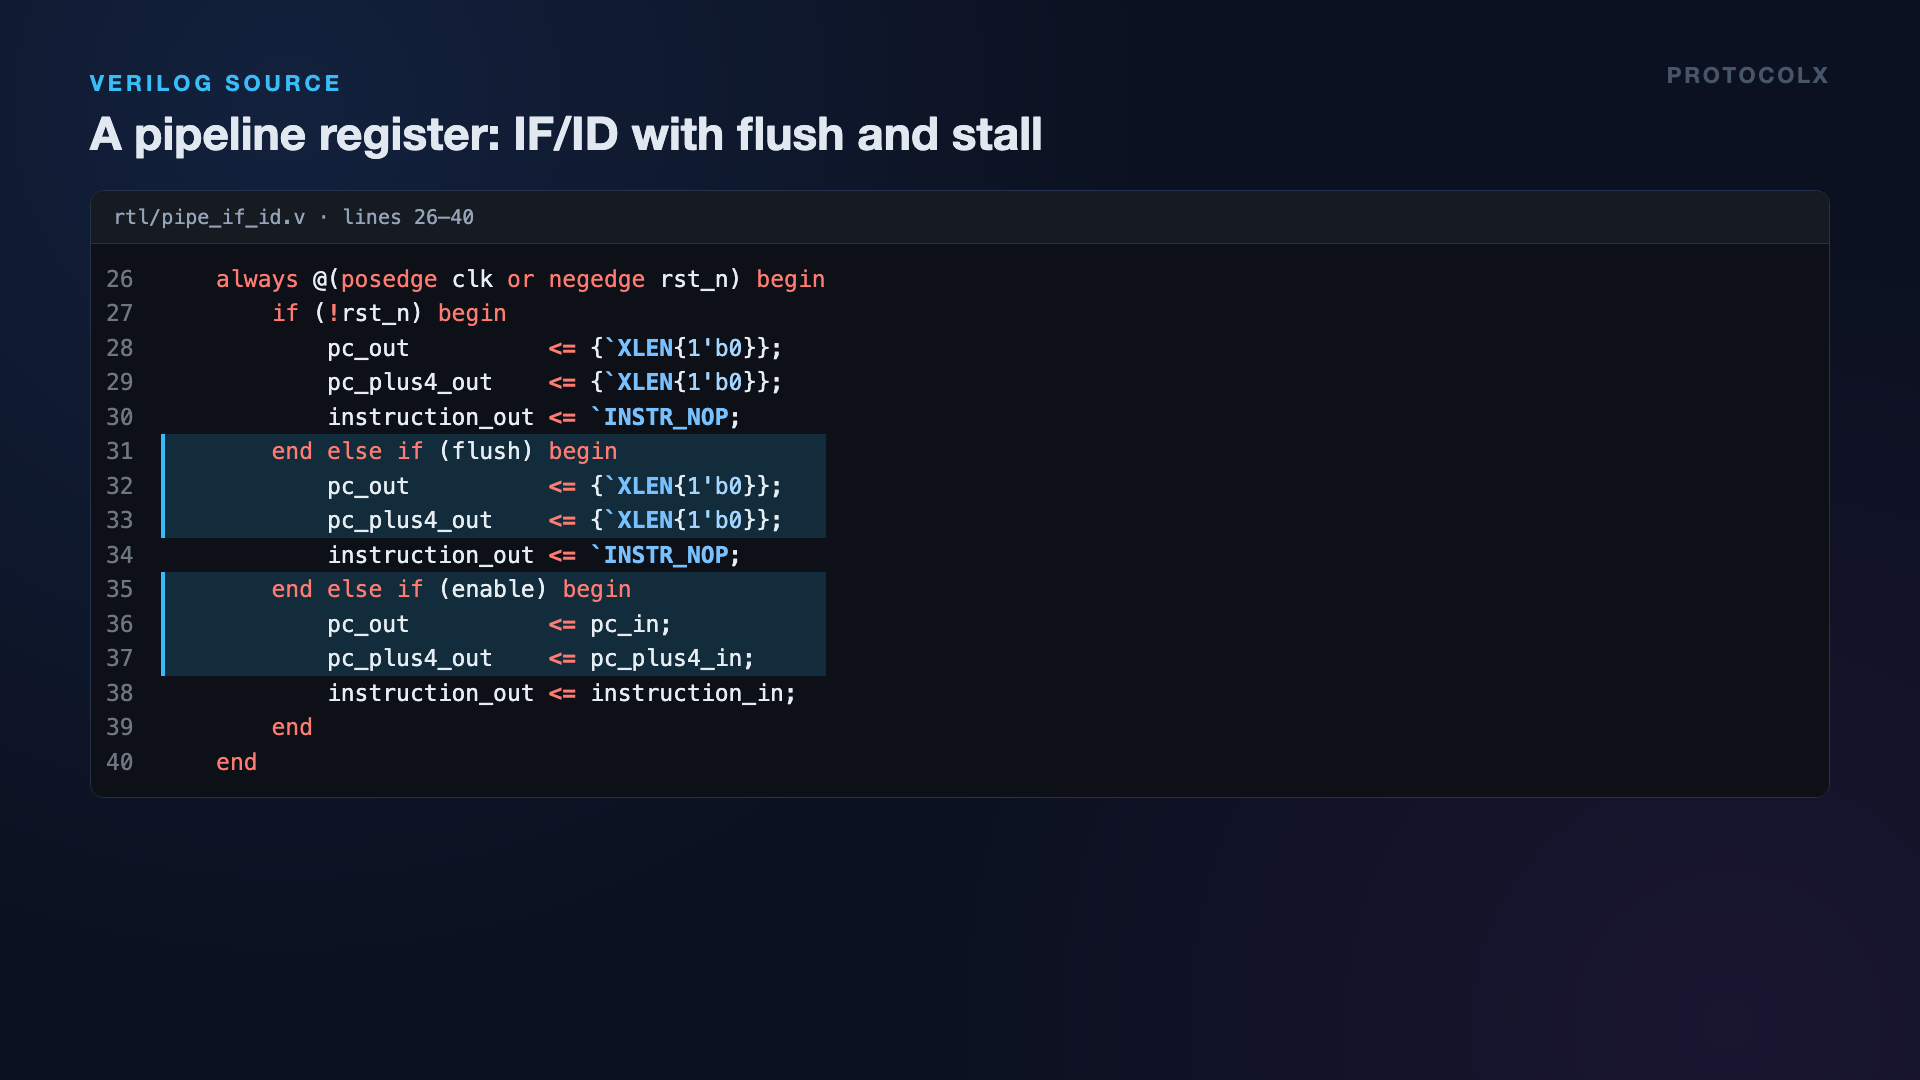 VERILOG SOURCE
PROTOCOLX
A pipeline register: IF/ID with flush and stall
rtl/pipe_if_id.v · lines 26–40
26      always @(posedge clk or negedge rst_n) begin
27          if (!rst_n) begin
28              pc_out          <= {`XLEN{1'b0}};
29              pc_plus4_out    <= {`XLEN{1'b0}};
30              instruction_out <= `INSTR_NOP;
31          end else if (flush) begin
32              pc_out          <= {`XLEN{1'b0}};
33              pc_plus4_out    <= {`XLEN{1'b0}};
34              instruction_out <= `INSTR_NOP;
35          end else if (enable) begin
36              pc_out          <= pc_in;
37              pc_plus4_out    <= pc_plus4_in;
38              instruction_out <= instruction_in;
39          end
40      end